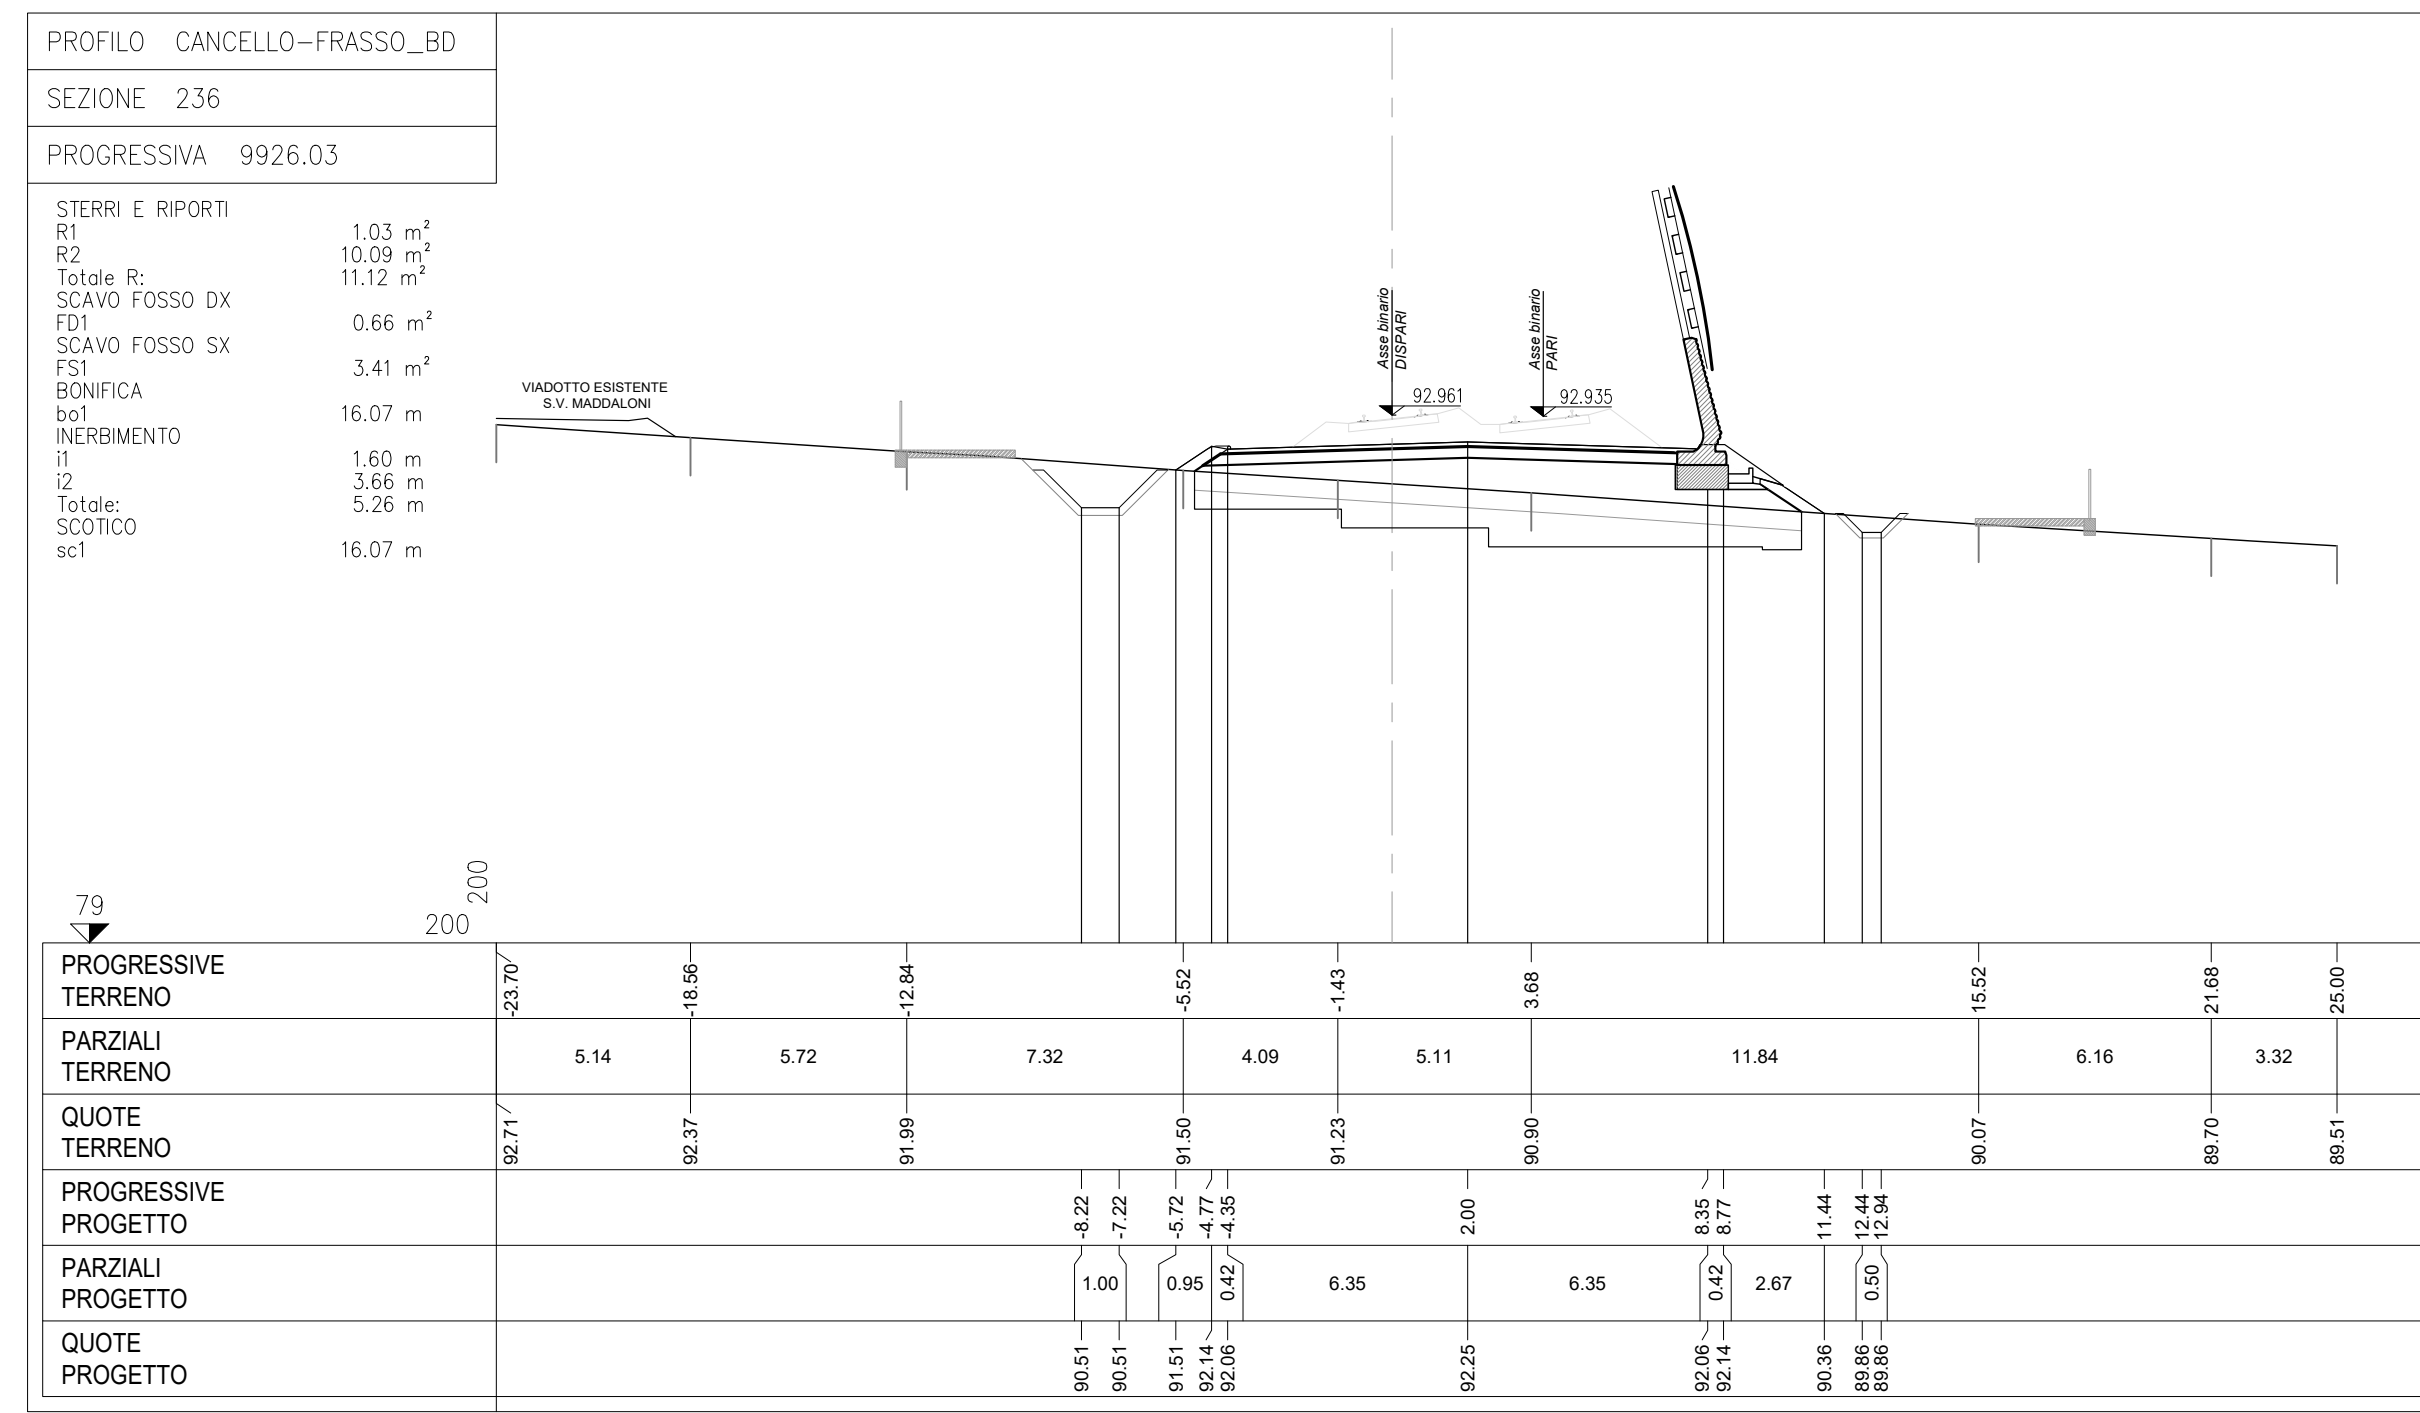 PROFILO CANCELLO-FRASSO_BD
SEZIONE 236
PROGRESSIVA 9926.03
STERRI E RIPORTI
R1 1.03 m²
R2 10.09 m²
Totale R: 11.12 m²
SCAVO FOSSO DX
FD1 0.66 m²
SCAVO FOSSO SX
FS1 3.41 m²
BONIFICA
bo1 16.07 m
INERBIMENTO
i1 1.60 m
i2 3.66 m
Totale: 5.26 m
SCOTICO
sc1 16.07 m
VIADOTTO ESISTENTE
S.V. MADDALONI
Asse binario
DISPARI
92.961
Asse binario
PARI
92.935
79
200
200
PROGRESSIVE
TERRENO
-23.70 -18.56 -12.84 -5.52 -1.43 3.68 15.52 21.68 25.00
PARZIALI
TERRENO
5.14 5.72 7.32 4.09 5.11 11.84 6.16 3.32
QUOTE
TERRENO
92.71 92.37 91.99 91.50 91.23 90.90 90.07 89.70 89.51
PROGRESSIVE
PROGETTO
-8.22 -7.22 -5.72 -4.77 -4.35 2.00 8.35 8.77 11.44 12.44 12.94
PARZIALI
PROGETTO
1.00 0.95 0.42 6.35 6.35 0.42 2.67 0.50
QUOTE
PROGETTO
90.51 90.51 91.51 92.14 92.06 92.25 92.06 92.14 90.36 89.86 89.86